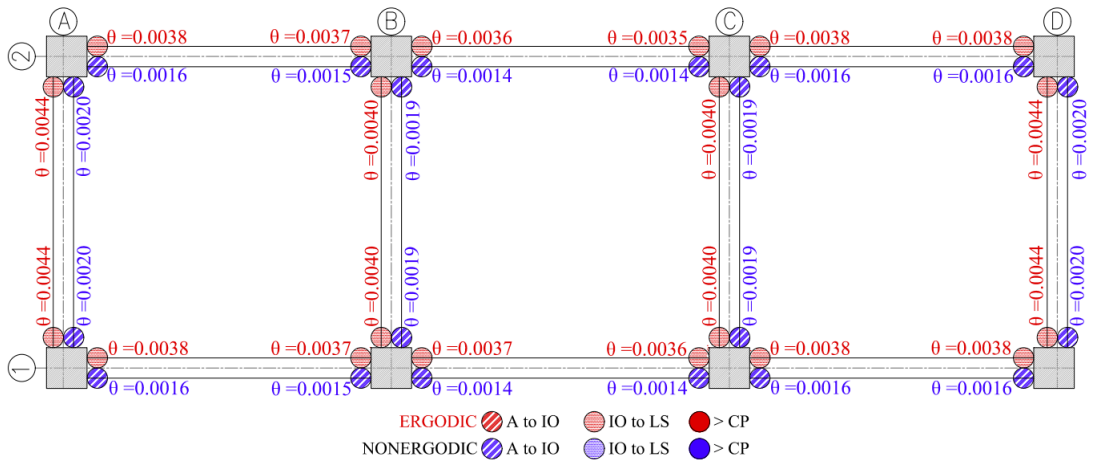 A B C D
2
θ =0.0038 θ =0.0037 θ =0.0036 θ =0.0035 θ =0.0038 θ =0.0038
θ =0.0016 θ =0.0015 θ =0.0014 θ =0.0014 θ =0.0016 θ =0.0016
θ =0.0044 θ =0.0020 θ =0.0040 θ =0.0019 θ =0.0040 θ =0.0019 θ =0.0044 θ =0.0020
θ =0.0044 θ =0.0020 θ =0.0040 θ =0.0019 θ =0.0040 θ =0.0019 θ =0.0044 θ =0.0020
θ =0.0038 θ =0.0037 θ =0.0037 θ =0.0036 θ =0.0038 θ =0.0038
1
θ =0.0016 θ =0.0015 θ =0.0014 θ =0.0014 θ =0.0016 θ =0.0016
ERGODIC A to IO IO to LS > CP
NONERGODIC A to IO IO to LS > CP